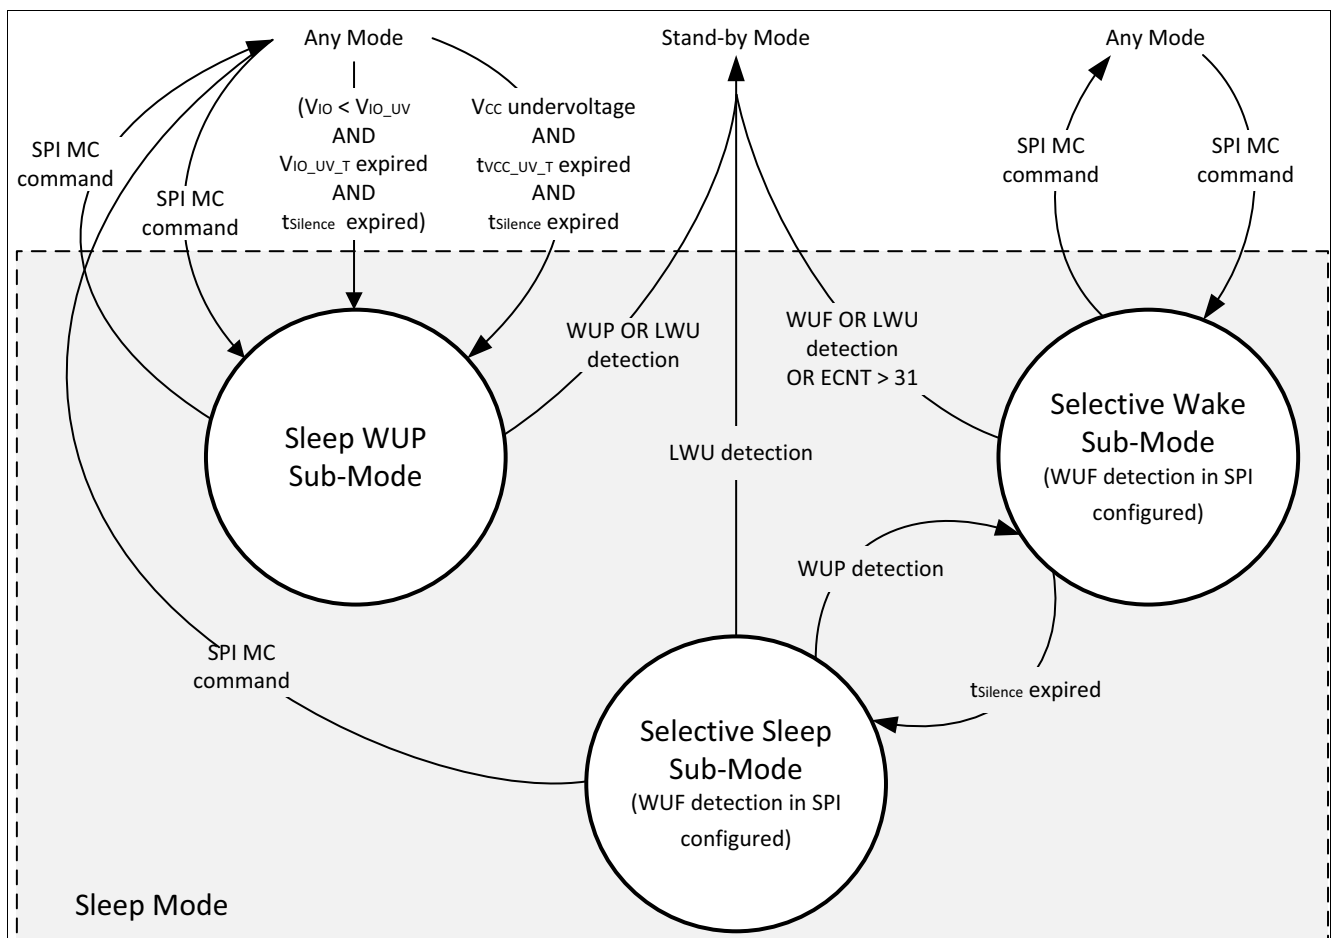 Any Mode
Stand-by Mode
Any Mode
(VIO < VIO_UV
AND
VIO_UV_T expired
AND
tSilence expired)
VCC undervoltage
AND
tVCC_UV_T expired
AND
tSilence expired
SPI MC
command
SPI MC
command
SPI MC
command
SPI MC
command
WUP OR LWU
detection
WUF OR LWU
detection
OR ECNT > 31
Sleep WUP
Sub-Mode
LWU detection
Selective Wake
Sub-Mode
(WUF detection in SPI
configured)
WUP detection
SPI MC
command
tSilence expired
Selective Sleep
Sub-Mode
(WUF detection in SPI
configured)
Sleep Mode